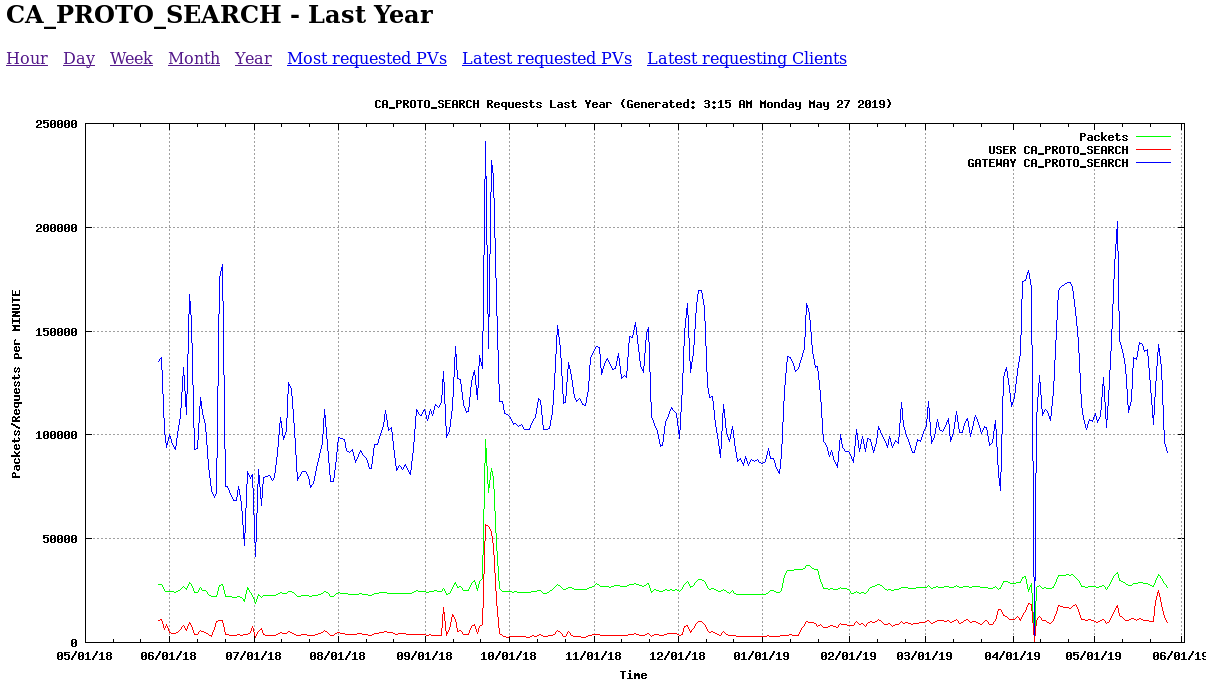 CA_PROTO_SEARCH - Last Year
Hour Day Week Month Year Most requested PVs Latest requested PVs Latest requesting Clients
CA_PROTO_SEARCH Requests Last Year (Generated: 3:15 AM Monday May 27 2019)
Packets
USER CA_PROTO_SEARCH
GATEWAY CA_PROTO_SEARCH
Packets/Requests per MINUTE
250000
200000
150000
100000
50000
0
05/01/18 06/01/18 07/01/18 08/01/18 09/01/18 10/01/18 11/01/18 12/01/18 01/01/19 02/01/19 03/01/19 04/01/19 05/01/19 06/01/19
Time